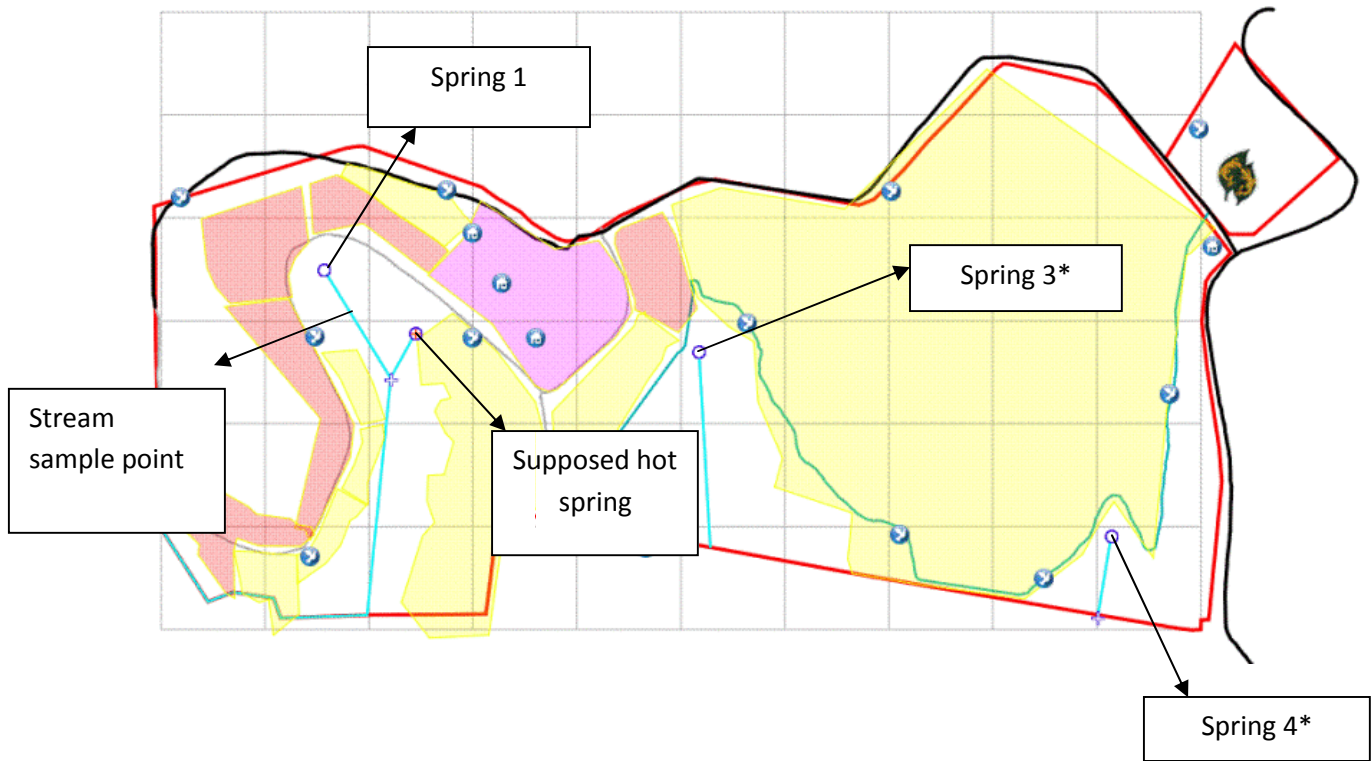 Spring 1
Spring 3*
Stream
sample point
Supposed hot
spring
Spring 4*